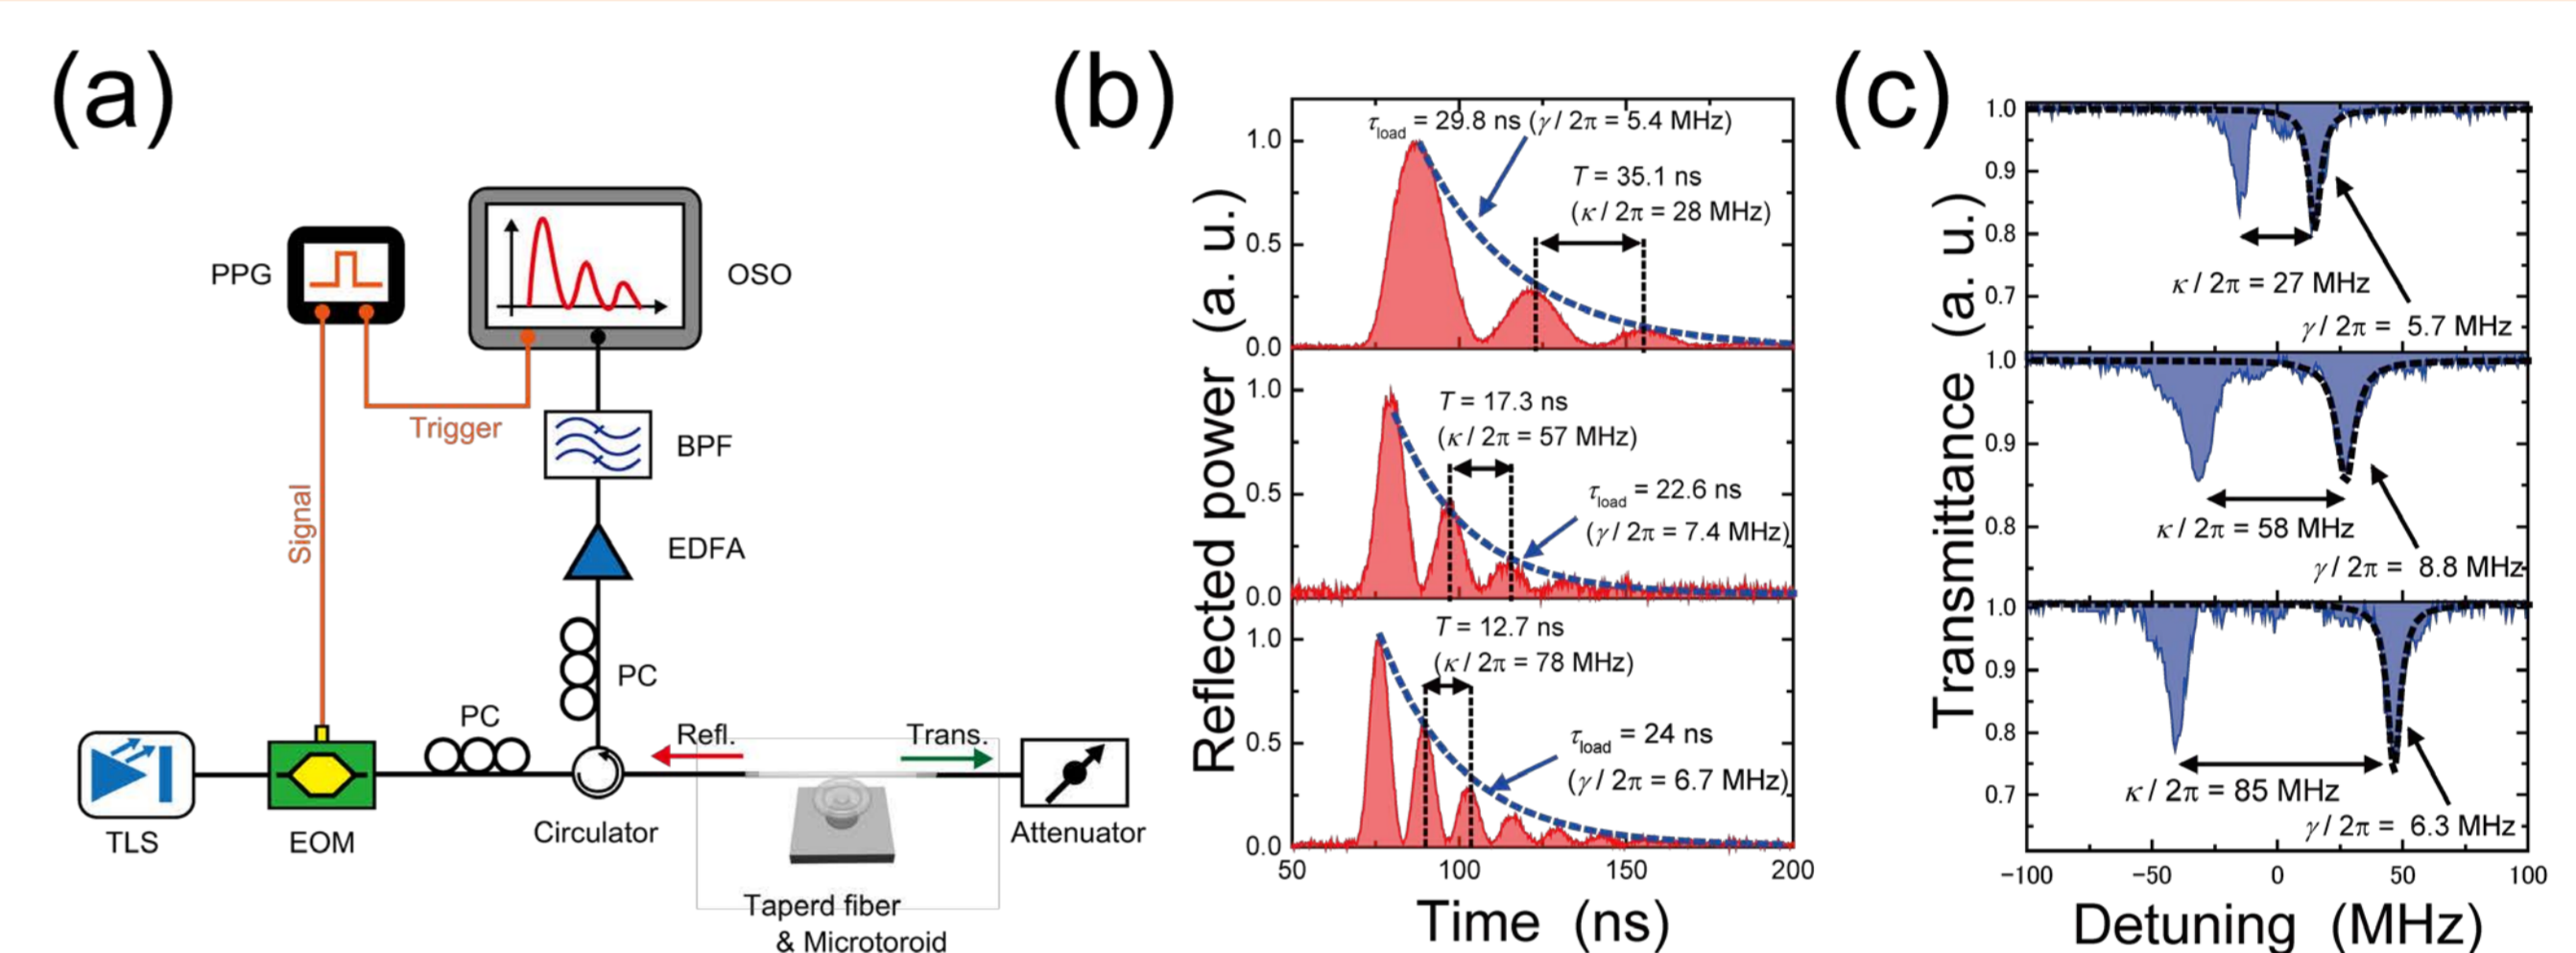 (a)
PPG
OSO
Trigger
Signal
BPF
EDFA
PC
PC
Refl.
Trans.
TLS
EOM
Circulator
Attenuator
Taperd fiber
& Microtoroid
(b)
Reflected power (a. u.)
1.0
0.5
0.0
τload = 29.8 ns (γ / 2π = 5.4 MHz)
T = 35.1 ns
(κ / 2π = 28 MHz)
1.0
0.5
0.0
T = 17.3 ns
(κ / 2π = 57 MHz)
τload = 22.6 ns
(γ / 2π = 7.4 MHz)
1.0
0.5
0.0
T = 12.7 ns
(κ / 2π = 78 MHz)
τload = 24 ns
(γ / 2π = 6.7 MHz)
50 100 150 200
Time (ns)
(c)
Transmittance (a. u.)
1.0
0.9
0.8
0.7
κ / 2π = 27 MHz
γ / 2π = 5.7 MHz
1.0
0.9
0.8
κ / 2π = 58 MHz
γ / 2π = 8.8 MHz
1.0
0.9
0.8
0.7
κ / 2π = 85 MHz
γ / 2π = 6.3 MHz
−100 −50 0 50 100
Detuning (MHz)